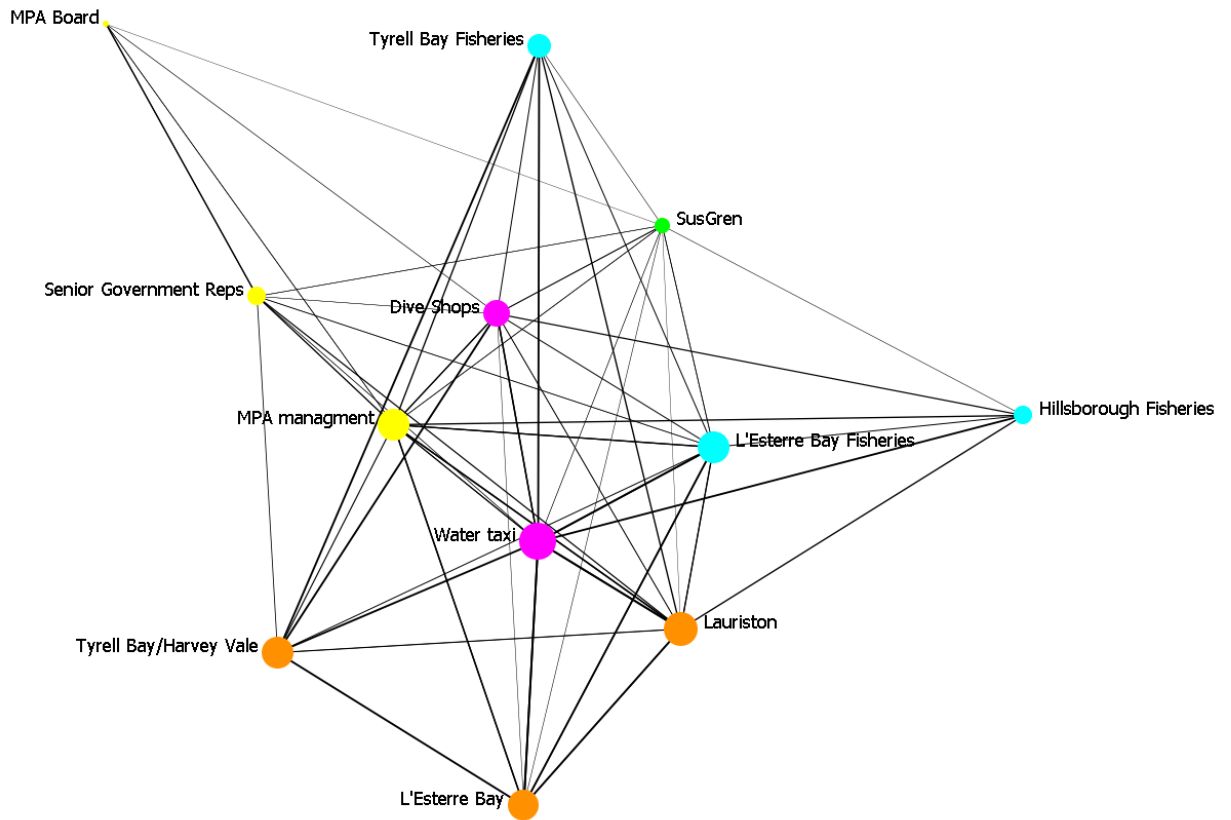 MPA Board
Tyrell Bay Fisheries
SusGren
Senior Government Reps
Dive Shops
MPA managment
Hillsborough Fisheries
L'Esterre Bay Fisheries
Water taxi
Lauriston
Tyrell Bay/Harvey Vale
L'Esterre Bay